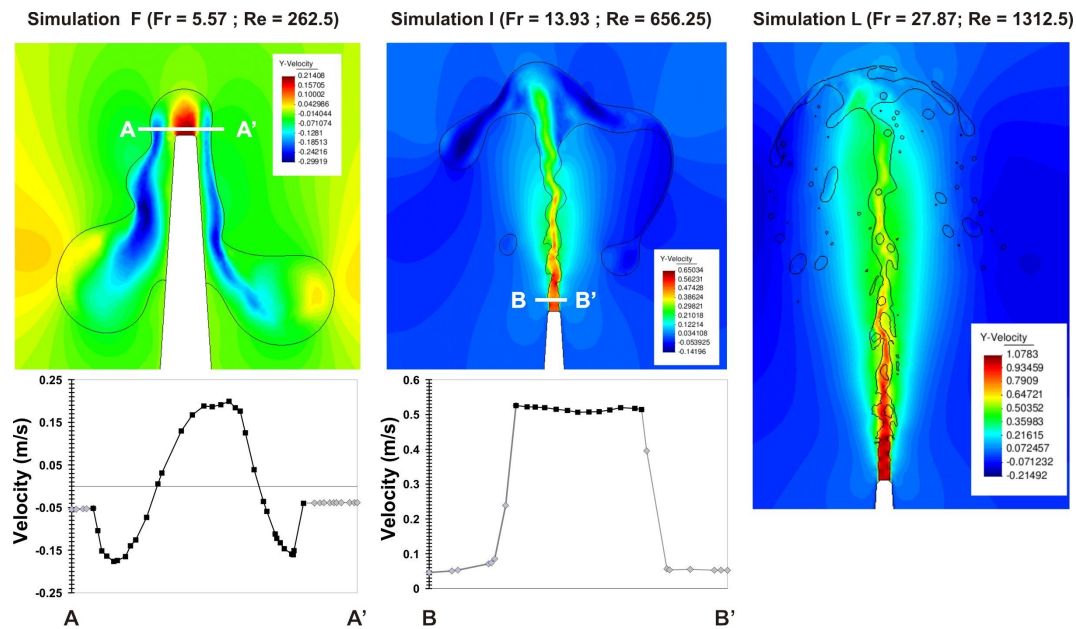 Simulation F (Fr = 5.57 ; Re = 262.5)
Simulation I (Fr = 13.93 ; Re = 656.25)
Simulation L (Fr = 27.87; Re = 1312.5)
Y-Velocity
0.21408
0.15705
0.10002
0.042986
-0.014044
-0.071074
-0.1281
-0.18513
-0.24216
-0.29919
A
A'
Y-Velocity
0.65034
0.56231
0.47428
0.38624
0.29821
0.21018
0.12214
0.034108
-0.053925
-0.14196
B
B'
Y-Velocity
1.0783
0.93459
0.7909
0.64721
0.50352
0.35983
0.21615
0.072457
-0.071232
-0.21492
Velocity (m/s)
0.25
0.15
0.05
-0.05
-0.15
-0.25
A
A'
Velocity (m/s)
0.6
0.5
0.4
0.3
0.2
0.1
0
B
B'